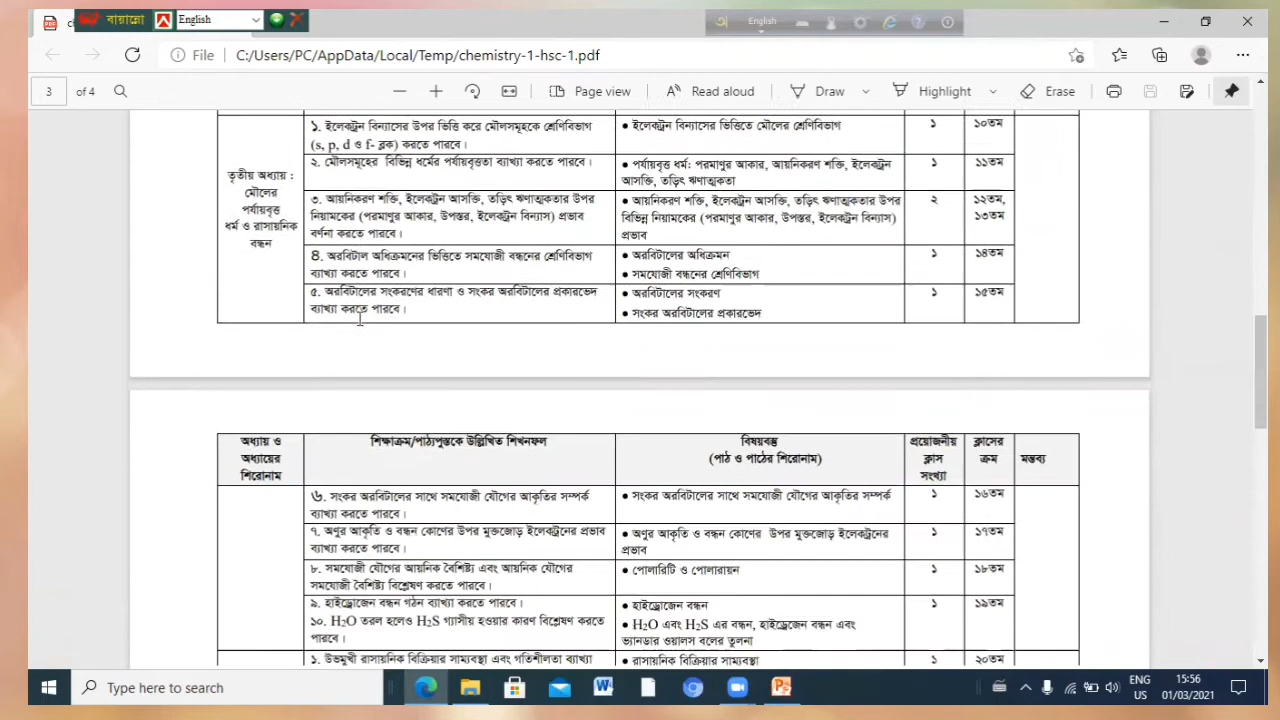 বায়ান্নো
English
অ English
File C:/Users/PC/AppData/Local/Temp/chemistry-1-hsc-1.pdf
3 of 4 Page view Read aloud Draw Highlight Erase
তৃতীয় অধ্যায় :
মৌলের
পর্যায়বৃত্ত
ধর্ম ও রাসায়নিক
বন্ধন
১. ইলেকট্রন বিন্যাসের উপর ভিত্তি করে মৌলসমূহকে শ্রেণিবিভাগ
(s, p, d ও f- ব্লক) করতে পারবে।
● ইলেকট্রন বিন্যাসের ভিত্তিতে মৌলের শ্রেণিবিভাগ
১
১০তম
২. মৌলসমূহের বিভিন্ন ধর্মের পর্যায়বৃত্ততা ব্যাখ্যা করতে পারবে।
● পর্যায়বৃত্ত ধর্ম: পরমাণুর আকার, আয়নিকরণ শক্তি, ইলেকট্রন
আসক্তি, তড়িৎ ঋণাত্মকতা
১
১১তম
৩. আয়নিকরণ শক্তি, ইলেকট্রন আসক্তি, তড়িৎ ঋণাত্মকতার উপর
নিয়ামকের (পরমাণুর আকার, উপস্তর, ইলেকট্রন বিন্যাস) প্রভাব
বর্ণনা করতে পারবে।
● আয়নিকরণ শক্তি, ইলেকট্রন আসক্তি, তড়িৎ ঋণাত্মকতার উপর
বিভিন্ন নিয়ামকের (পরমাণুর আকার, উপস্তর, ইলেকট্রন বিন্যাস)
প্রভাব
২
১২তম,
১৩তম
4. অরবিটাল অধিক্রমনের ভিত্তিতে সমযোজী বন্ধনের শ্রেণিবিভাগ
ব্যাখ্যা করতে পারবে।
● অরবিটালের অধিক্রমন
● সমযোজী বন্ধনের শ্রেণিবিভাগ
১
১৪তম
৫. অরবিটালের সংকরণের ধারণা ও সংকর অরবিটালের প্রকারভেদ
ব্যাখ্যা করতে পারবে।
● অরবিটালের সংকরণ
● সংকর অরবিটালের প্রকারভেদ
১
১৫তম
অধ্যায় ও
অধ্যায়ের
শিরোনাম
শিক্ষাক্রম/পাঠ্যপুস্তকে উল্লিখিত শিখনফল
বিষয়বস্তু
(পাঠ ও পাঠের শিরোনাম)
প্রয়োজনীয়
ক্লাস
সংখ্যা
ক্লাসের
ক্রম
মন্তব্য
৬. সংকর অরবিটালের সাথে সমযোজী যৌগের আকৃতির সম্পর্ক
ব্যাখ্যা করতে পারবে।
● সংকর অরবিটালের সাথে সমযোজী যৌগের আকৃতির সম্পর্ক
১
১৬তম
৭. অণুর আকৃতি ও বন্ধন কোণের উপর মুক্তজোড় ইলেকট্রনের প্রভাব
ব্যাখ্যা করতে পারবে।
● অণুর আকৃতি ও বন্ধন কোণের উপর মুক্তজোড় ইলেকট্রনের
প্রভাব
১
১৭তম
৮. সমযোজী যৌগের আয়নিক বৈশিষ্ট্য এবং আয়নিক যৌগের
সমযোজী বৈশিষ্ট্য বিশ্লেষণ করতে পারবে।
● পোলারিটি ও পোলারায়ন
১
১৮তম
৯. হাইড্রোজেন বন্ধন গঠন ব্যাখ্যা করতে পারবে।
১০. H2O তরল হলেও H2S গ্যাসীয় হওয়ার কারণ বিশ্লেষণ করতে
পারবে।
● হাইড্রোজেন বন্ধন
● H2O এবং H2S এর বন্ধন, হাইড্রেজেন বন্ধন এবং
ভ্যানডার ওয়ালস বলের তুলনা
১
১৯তম
১. উভমুখী রাসায়নিক বিক্রিয়ার সাম্যবস্থা এবং গতিশীলতা ব্যাখ্যা
● রাসায়নিক বিক্রিয়ার সাম্যবস্থা
১
২০তম
Type here to search
ENG
US
15:56
01/03/2021